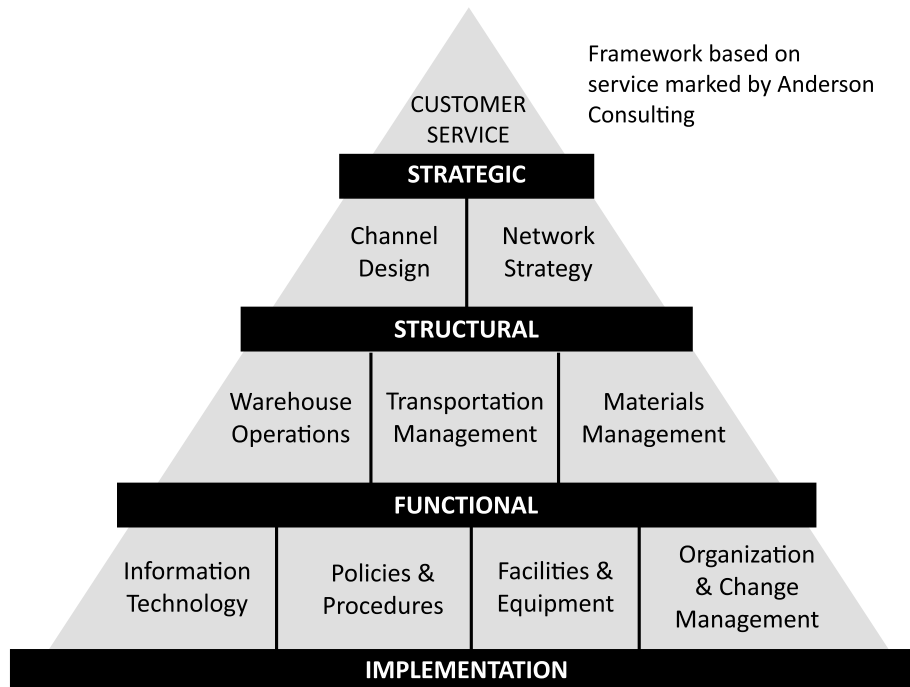 Framework based on
service marked by Anderson
Consulting
CUSTOMER
SERVICE
STRATEGIC
Channel
Design
Network
Strategy
STRUCTURAL
Warehouse
Operations
Transportation
Management
Materials
Management
FUNCTIONAL
Information
Technology
Policies &
Procedures
Facilities &
Equipment
Organization
& Change
Management
IMPLEMENTATION